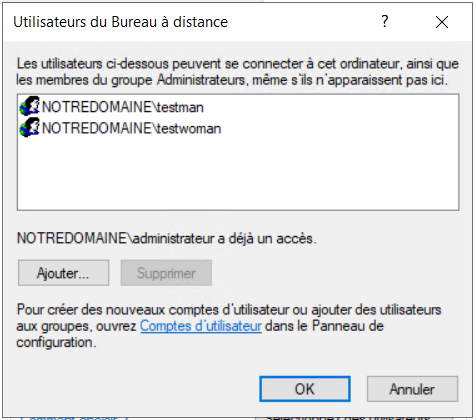 Utilisateurs du Bureau à distance
Les utilisateurs ci-dessous peuvent se connecter à cet ordinateur, ainsi que
les membres du groupe Administrateurs, même s'ils n'apparaissent pas ici.
NOTREDOMAINE\testman
NOTREDOMAINE\testwoman
NOTREDOMAINE\administrateur a déjà un accès.
Ajouter... Supprimer
Pour créer des nouveaux comptes d'utilisateur ou ajouter des utilisateurs
aux groupes, ouvrez Comptes d'utilisateur dans le Panneau de
configuration.
OK Annuler